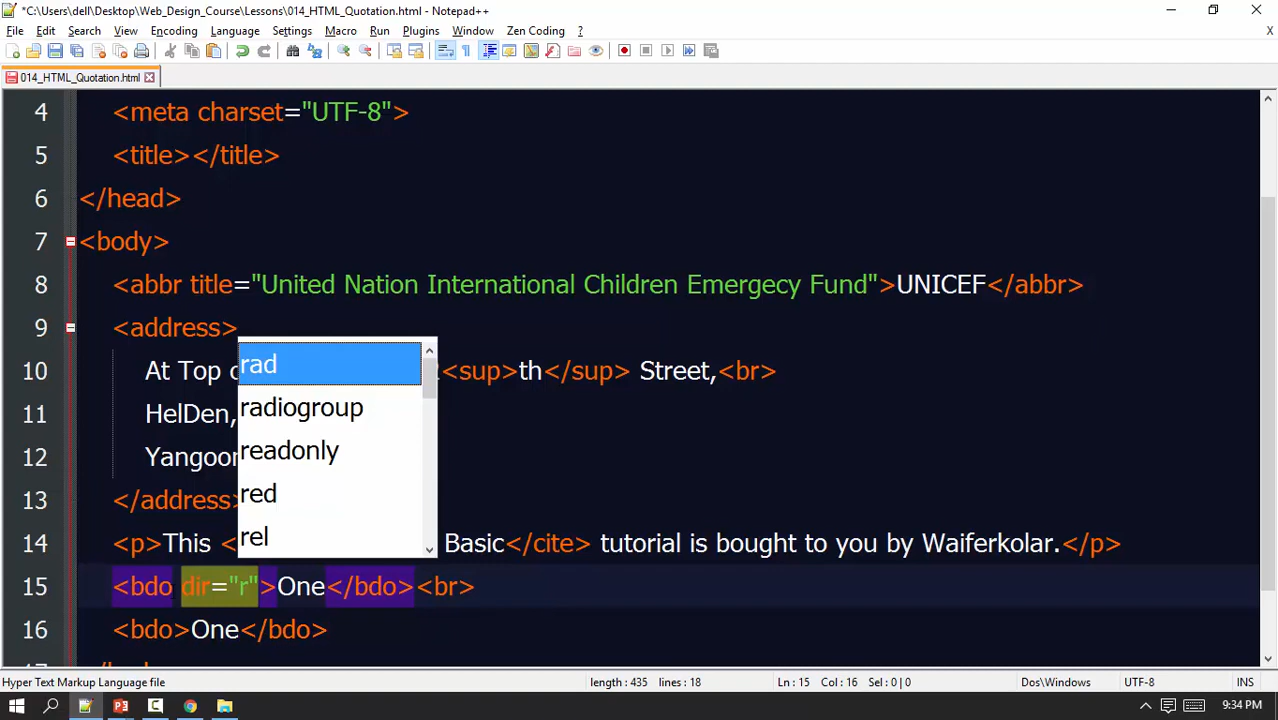 *C:\Users\dell\Desktop\Web_Design_Course\Lessons\014_HTML_Quotation.html - Notepad++
File Edit Search View Encoding Language Settings Macro Run Plugins Window Zen Coding ? X
014_HTML_Quotation.html
4 <meta charset="UTF-8">
5 <title></title>
6 </head>
7 <body>
8 <abbr title="United Nation International Children Emergecy Fund">UNICEF</abbr>
9 <address>
rad
10 At Top <sup>th</sup> Street,<br>
radiogroup
11 HelDen,
readonly
12 Yangon
red
13 </address>
rel
14 <p>This < Basic</cite> tutorial is bought to you by Waiferkolar.</p>
15 <bdo dir="r">One</bdo><br>
16 <bdo>One</bdo>
Hyper Text Markup Language file length : 435 lines : 18 Ln : 15 Col : 16 Sel : 0 | 0 Dos\Windows UTF-8 INS
9:34 PM